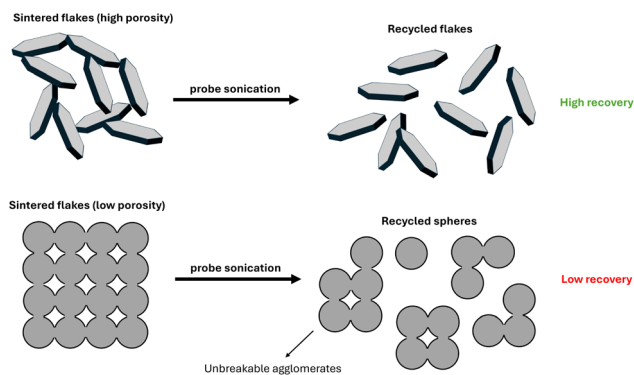 Sintered flakes (high porosity)
Recycled flakes
probe sonication
High recovery
Sintered flakes (low porosity)
Recycled spheres
probe sonication
Low recovery
Unbreakable agglomerates